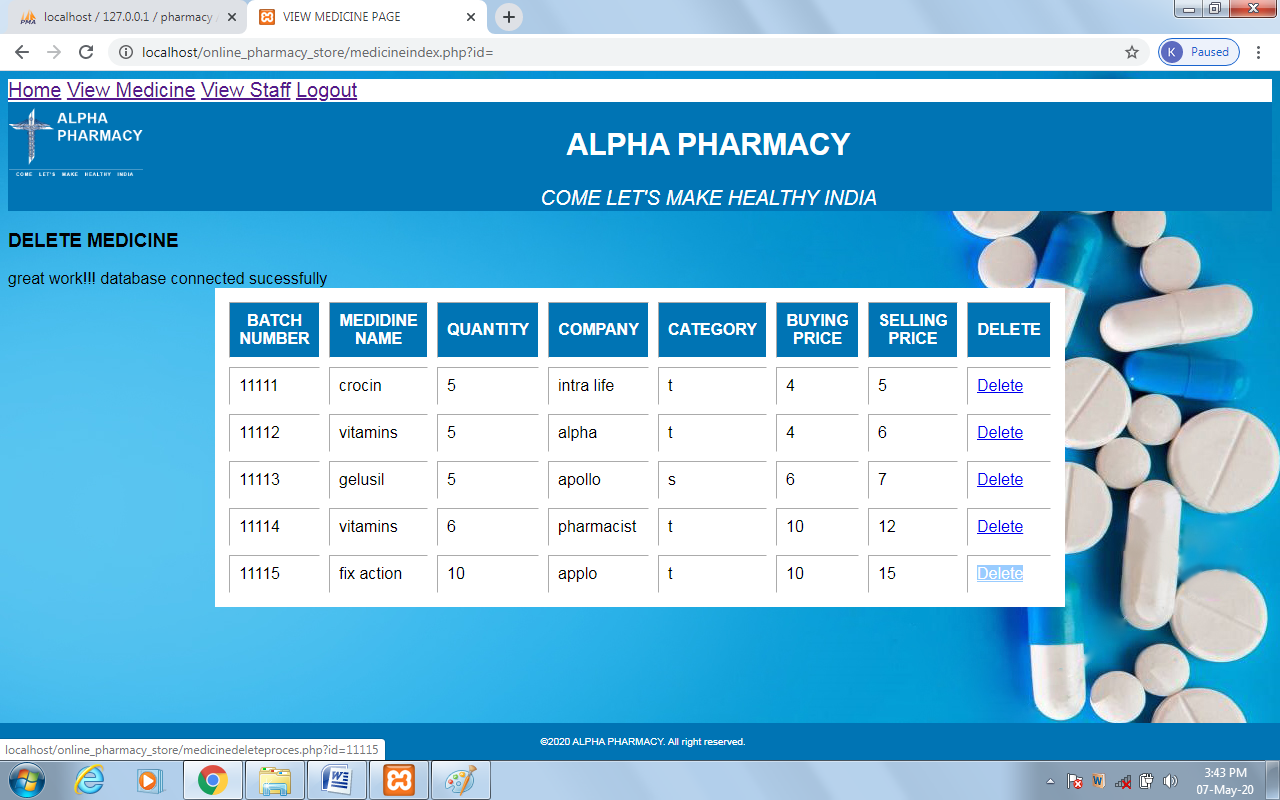 localhost / 127.0.0.1 / pharmacy
VIEW MEDICINE PAGE
localhost/online_pharmacy_store/medicineindex.php?id=
K Paused
Home View Medicine View Staff Logout
ALPHA
PHARMACY
COME LET'S MAKE HEALTHY INDIA
ALPHA PHARMACY
COME LET'S MAKE HEALTHY INDIA
DELETE MEDICINE
great work!!! database connected sucessfully
BATCH NUMBER MEDIDINE NAME QUANTITY COMPANY CATEGORY BUYING PRICE SELLING PRICE DELETE
11111 crocin 5 intra life t 4 5 Delete
11112 vitamins 5 alpha t 4 6 Delete
11113 gelusil 5 apollo s 6 7 Delete
11114 vitamins 6 pharmacist t 10 12 Delete
11115 fix action 10 applo t 10 15 Delete
©2020 ALPHA PHARMACY. All right reserved.
localhost/online_pharmacy_store/medicinedeleteproces.php?id=11115
3:43 PM
07-May-20